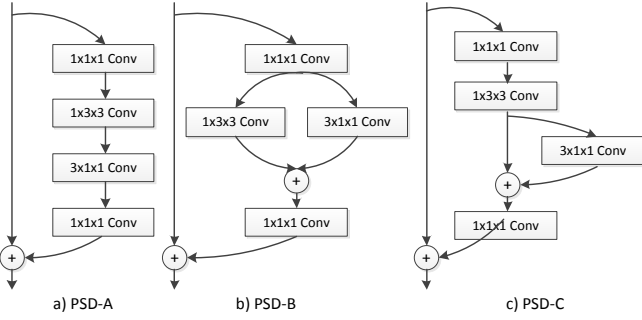 1x1x1 Conv
1x3x3 Conv
3x1x1 Conv
1x1x1 Conv
+
a) PSD-A
1x1x1 Conv
1x3x3 Conv
3x1x1 Conv
+
1x1x1 Conv
+
b) PSD-B
1x1x1 Conv
1x3x3 Conv
3x1x1 Conv
+
1x1x1 Conv
+
c) PSD-C